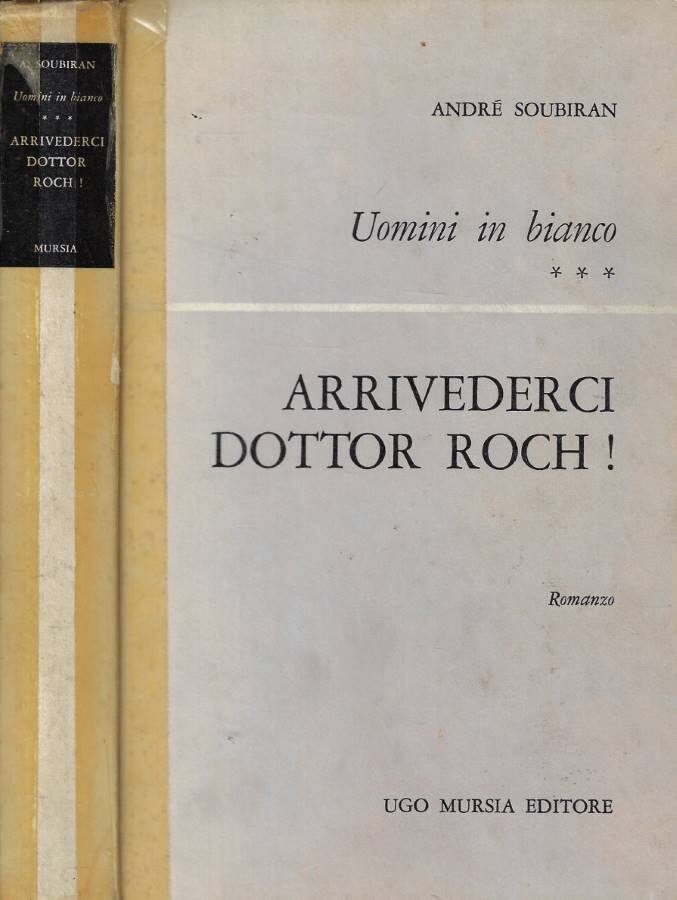 A. SOUBIRAN
Uomini in bianco
* * *
ARRIVEDERCI
DOTTOR
ROCH !
MURSIA
ANDRÉ SOUBIRAN
Uomini in bianco
* * *
ARRIVEDERCI
DOTTOR ROCH !
Romanzo
UGO MURSIA EDITORE